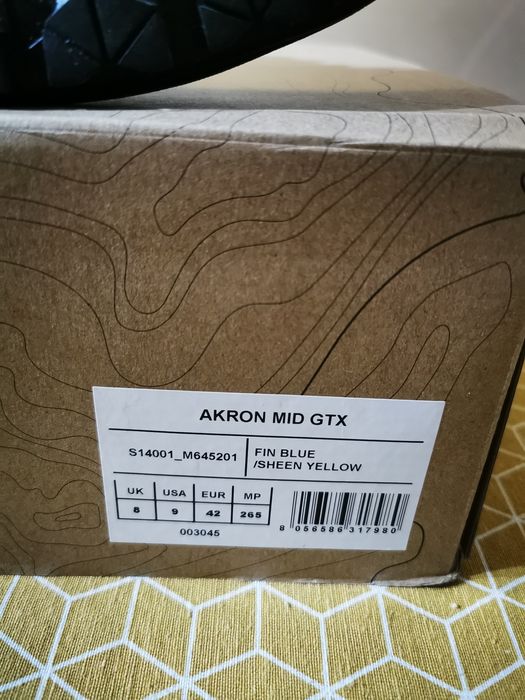 AKRON MID GTX
S14001_M645201
FIN BLUE
/SHEEN YELLOW
UK USA EUR MP
8 9 42 265
003045
8 056586 317980